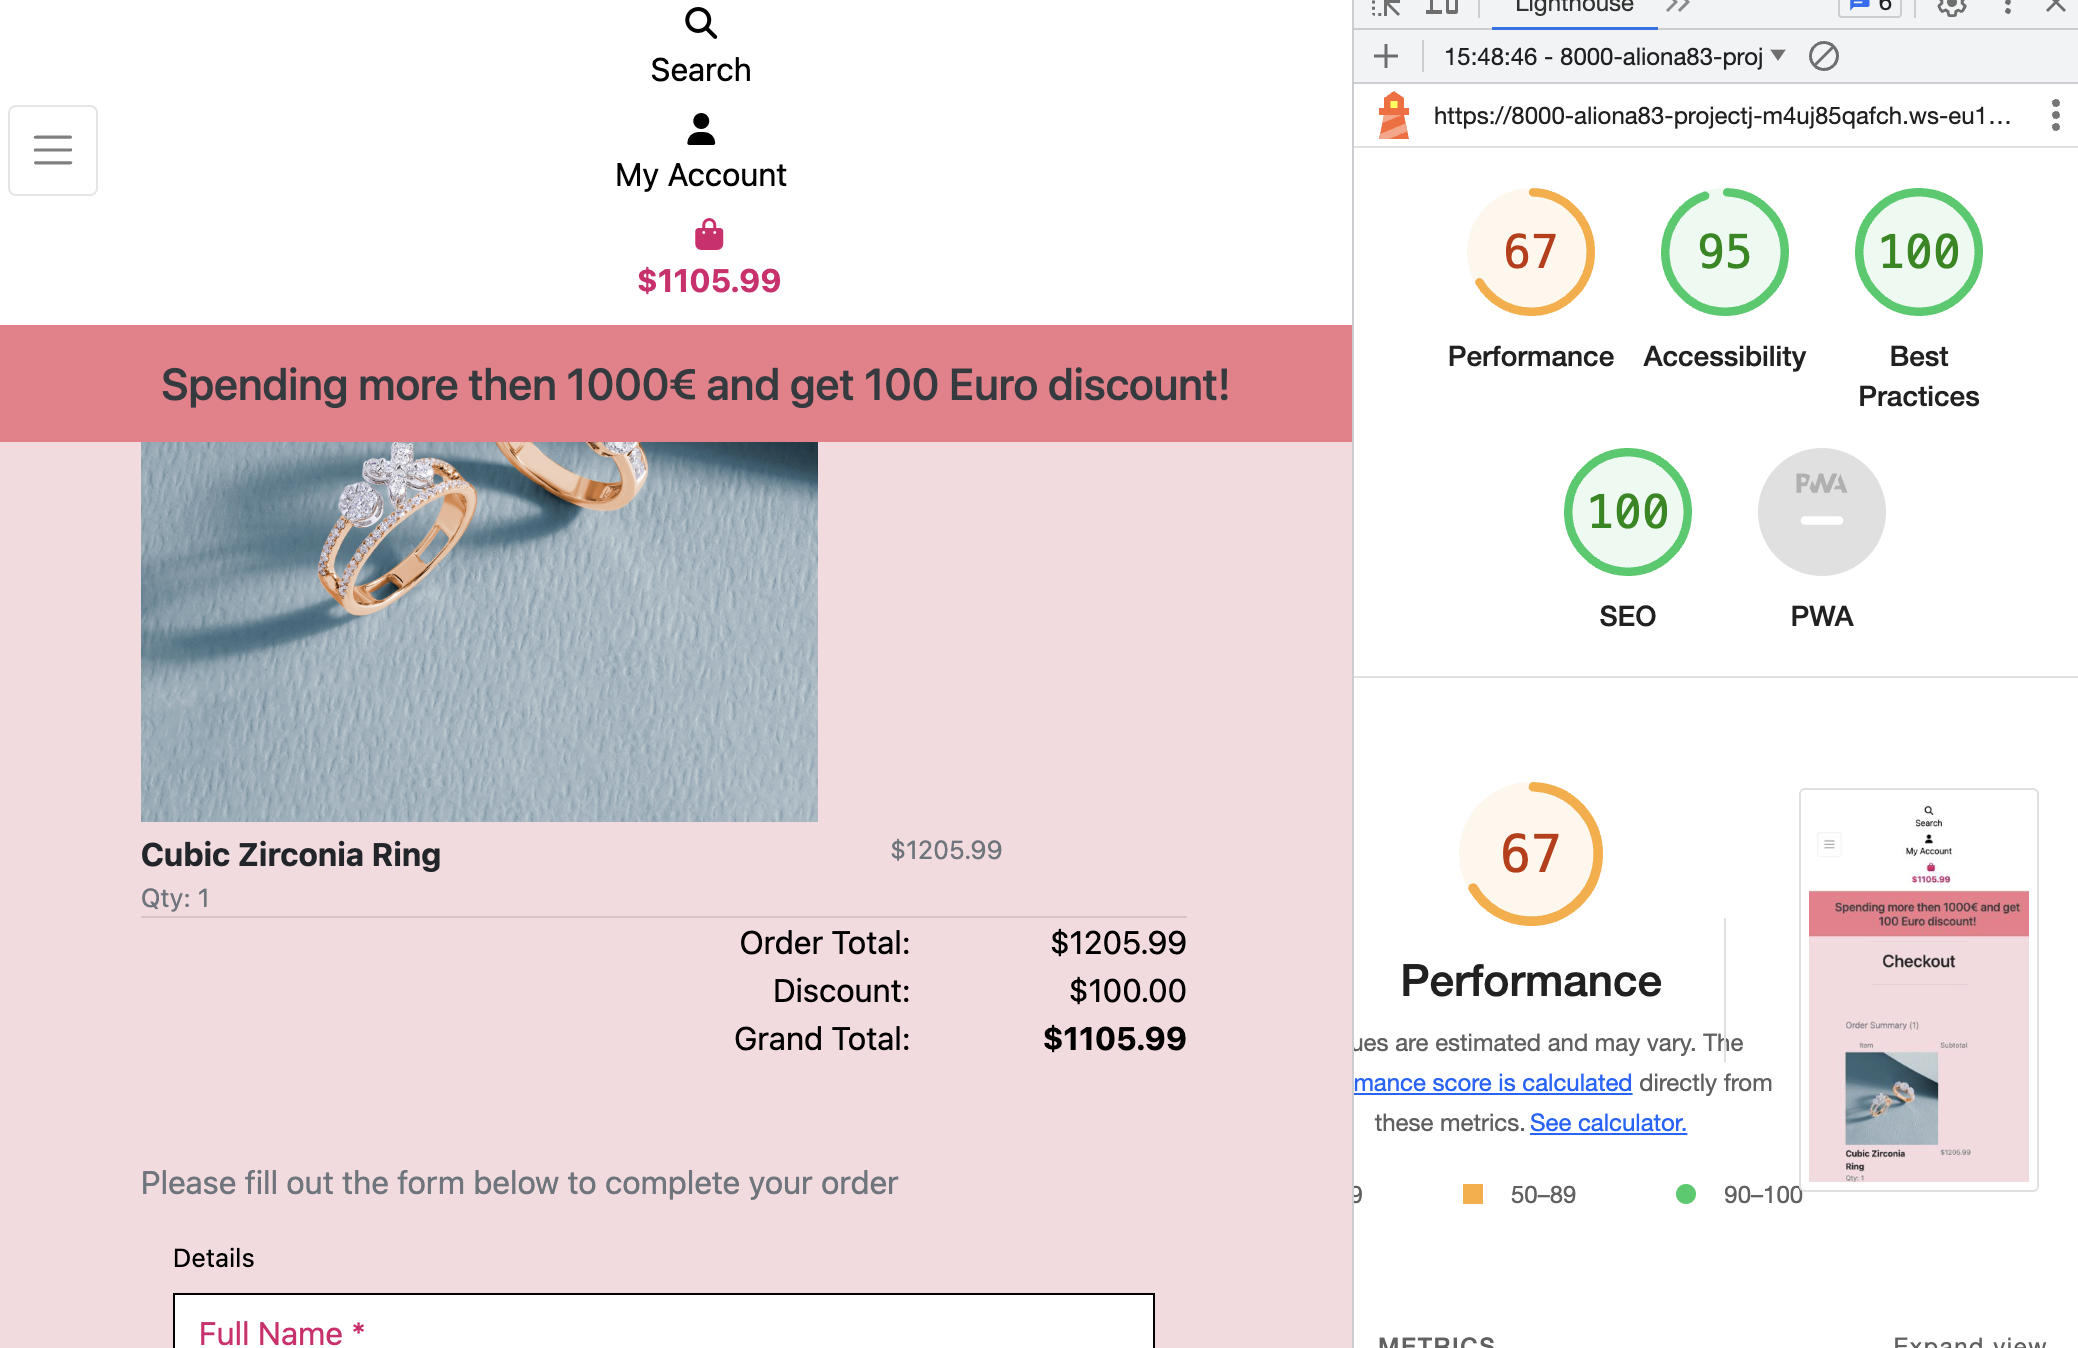 Search
My Account
$1105.99
Spending more then 1000€ and get 100 Euro discount!
Cubic Zirconia Ring
$1205.99
Qty: 1
Order Total: $1205.99
Discount: $100.00
Grand Total: $1105.99
Please fill out the form below to complete your order
Details
Full Name *
Lighthouse
6
15:48:46 - 8000-aliona83-proj
https://8000-aliona83-projectj-m4uj85qafch.ws-eu1…
67
95
100
Performance
Accessibility
Best
Practices
100
PWA
SEO
PWA
67
Performance
ues are estimated and may vary. The
mance score is calculated directly from
these metrics. See calculator.
9
50–89
90–100
Search
My Account
$1105.99
Spending more then 1000€ and get
100 Euro discount!
Checkout
Order Summary (1)
Item
Subtotal
Cubic Zirconia
Ring
$1205.99
Qty: 1
METRICS
Expand view